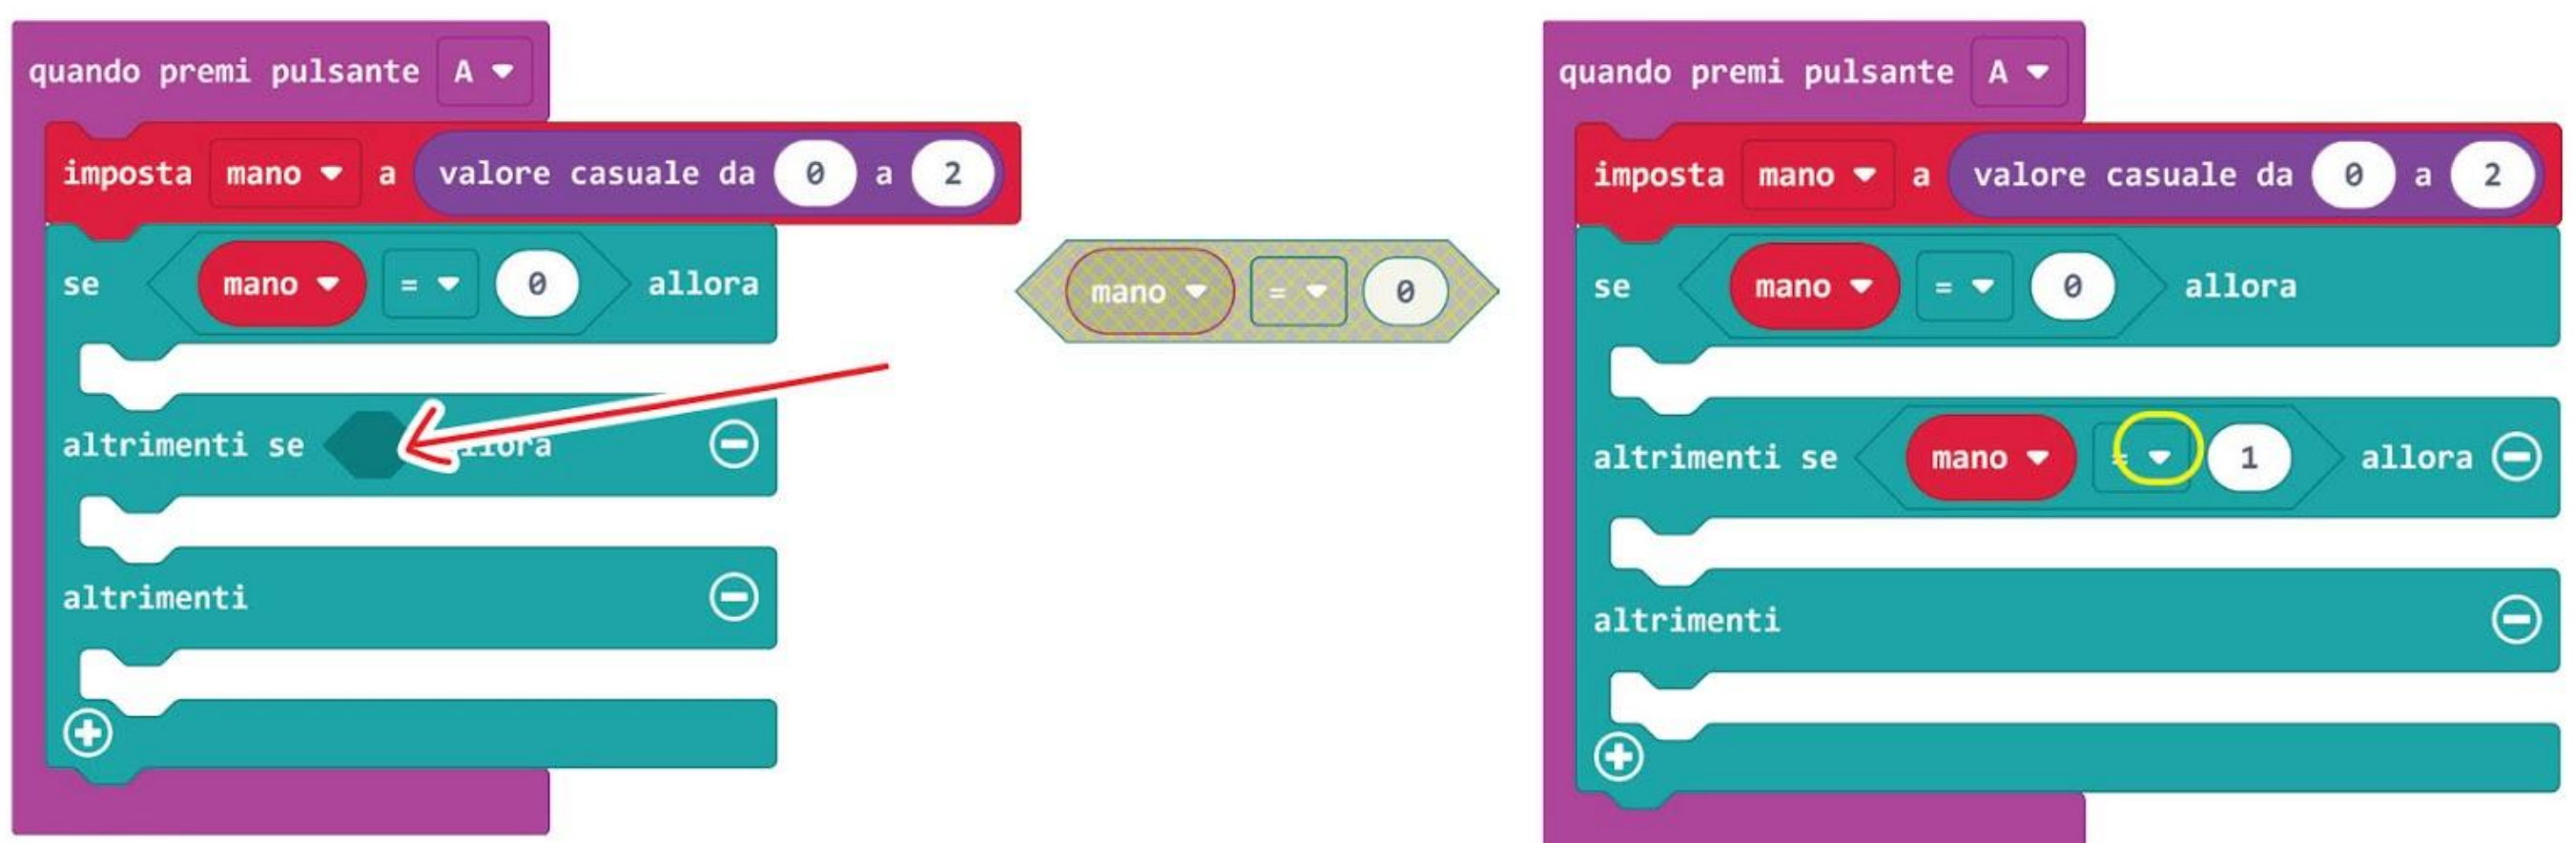 quando premi pulsante A
imposta mano a valore casuale da 0 a 2
se mano = 0 allora
altrimenti se allora
altrimenti
mano = 0
quando premi pulsante A
imposta mano a valore casuale da 0 a 2
se mano = 0 allora
altrimenti se mano = 1 allora
altrimenti